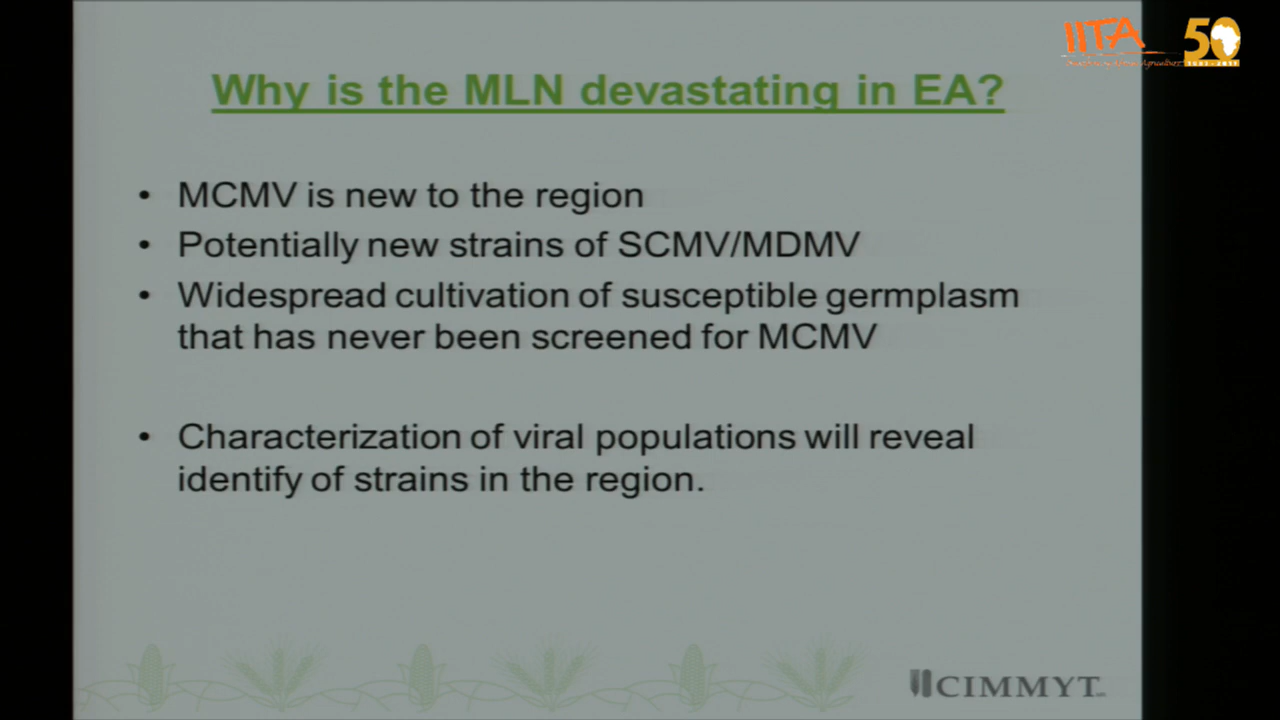 IITA
50
Why is the MLN devastating in EA?
• MCMV is new to the region
• Potentially new strains of SCMV/MDMV
• Widespread cultivation of susceptible germplasm
that has never been screened for MCMV
• Characterization of viral populations will reveal
identify of strains in the region.
CIMMYT